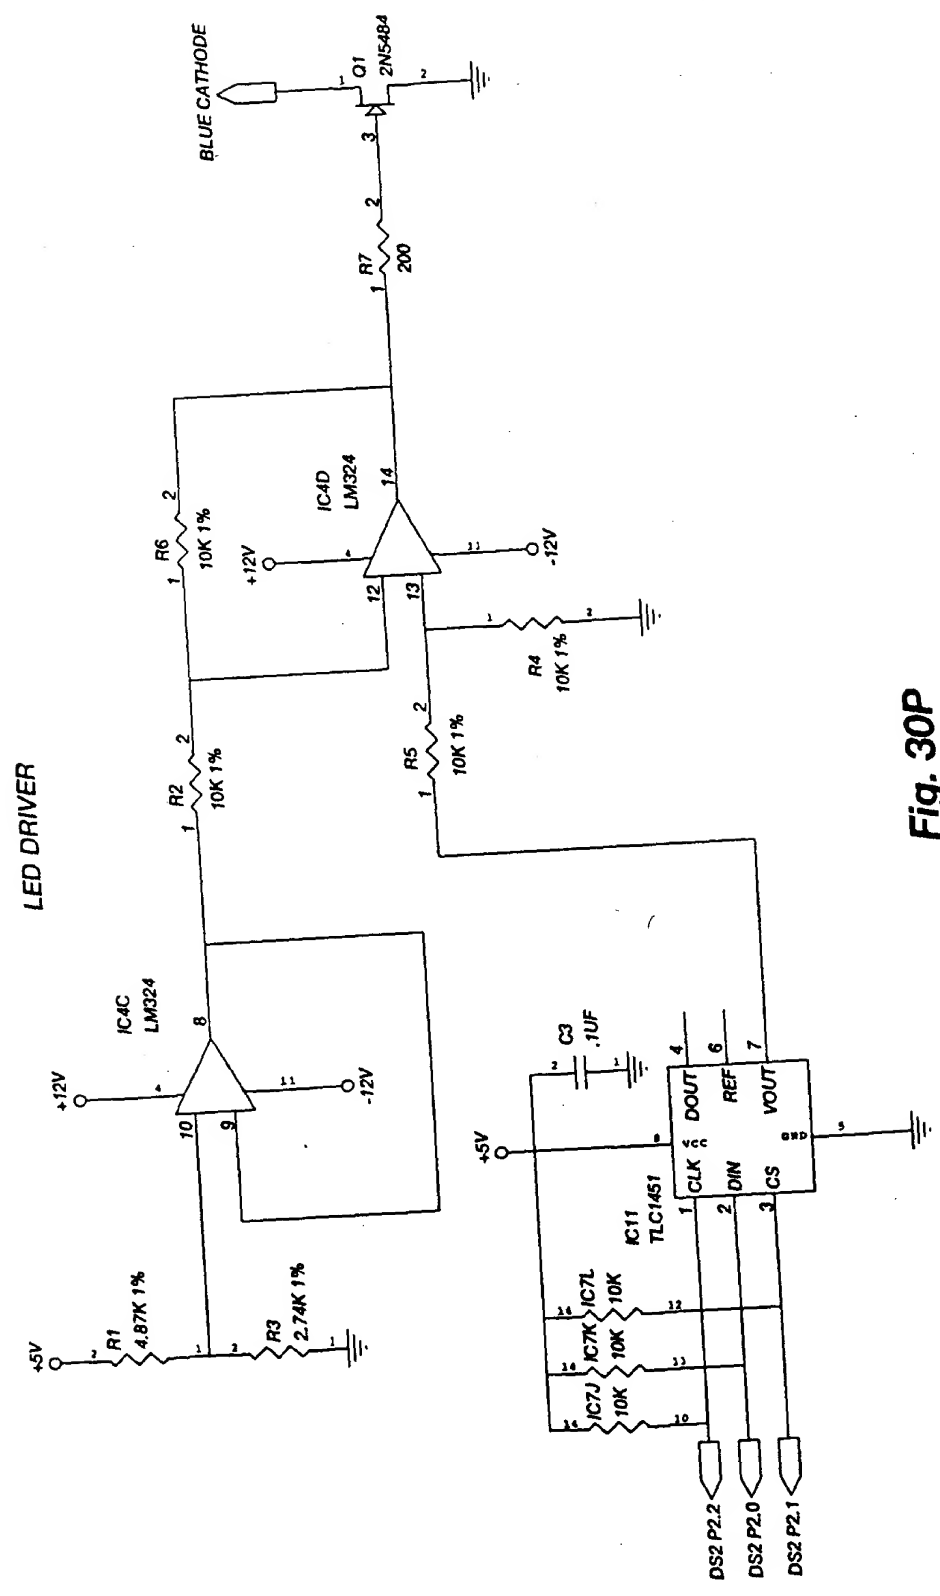 LED DRIVER
+5V
2
R1
4.87K 1%
1
2
R3
2.74K 1%
1
+12V
4
IC4C
LM324
10
9
8
11
-12V
1
R2
2
10K 1%
1
R6
2
10K 1%
+12V
4
IC4D
LM324
12
13
14
11
-12V
1
R5
2
10K 1%
1
R4
10K 1%
2
1
R7
200
2
3
BLUE CATHODE
1
Q1
2N5484
2
+5V
2
C3
.1UF
1
8
IC11
TLC1451
1
CLK
2
DIN
3
CS
VCC
GND
DOUT
4
REF
6
VOUT
7
5
14
IC7J
10K
10
14
IC7K
10K
11
14
IC7L
10K
12
DS2 P2.2
DS2 P2.0
DS2 P2.1
Fig. 30P